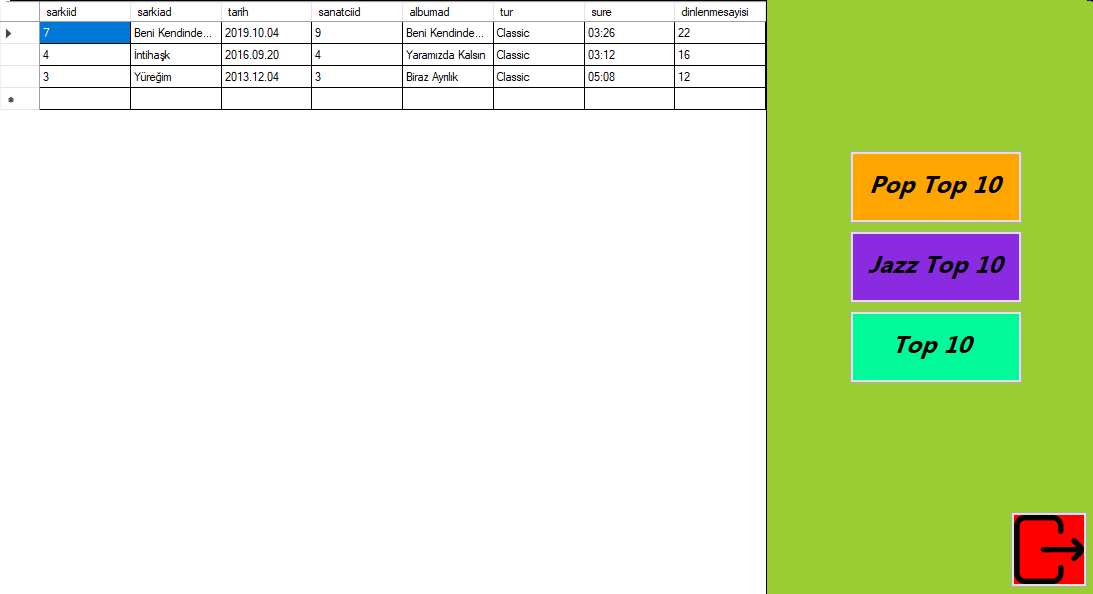 sarkiid sarkiad tarih sanatciid albumad tur sure dinlenmesayisi
7 Beni Kendinde... 2019.10.04 9 Beni Kendinde... Classic 03:26 22
4 İntihaşk 2016.09.20 4 Yaramızda Kalsın Classic 03:12 16
3 Yüreğim 2013.12.04 3 Biraz Ayrılık Classic 05:08 12
Pop Top 10
Jazz Top 10
Top 10